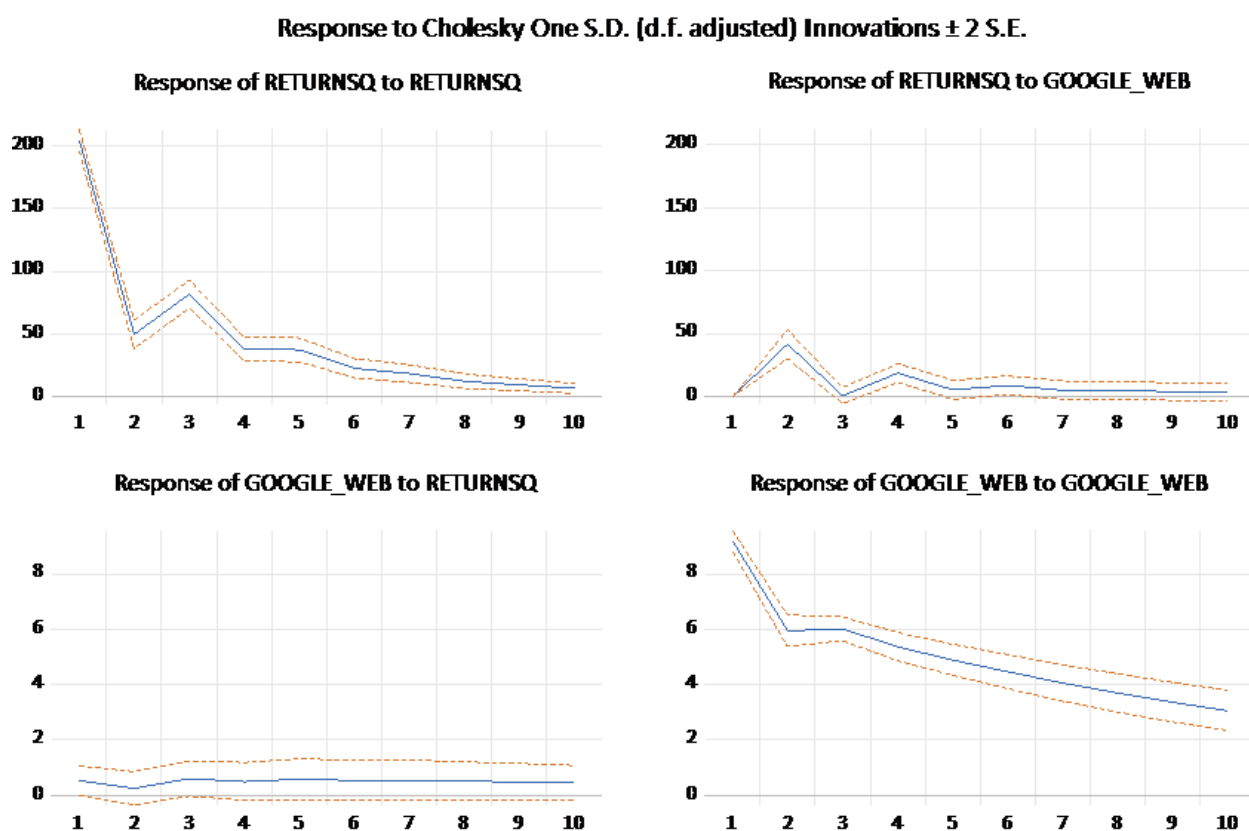 Response to Cholesky One S.D. (d.f. adjusted) Innovations ± 2 S.E.
Response of RETURNSQ to RETURNSQ
200
150
100
50
0
1 2 3 4 5 6 7 8 9 10
Response of RETURNSQ to GOOGLE_WEB
200
150
100
50
0
1 2 3 4 5 6 7 8 9 10
Response of GOOGLE_WEB to RETURNSQ
8
6
4
2
0
1 2 3 4 5 6 7 8 9 10
Response of GOOGLE_WEB to GOOGLE_WEB
8
6
4
2
0
1 2 3 4 5 6 7 8 9 10